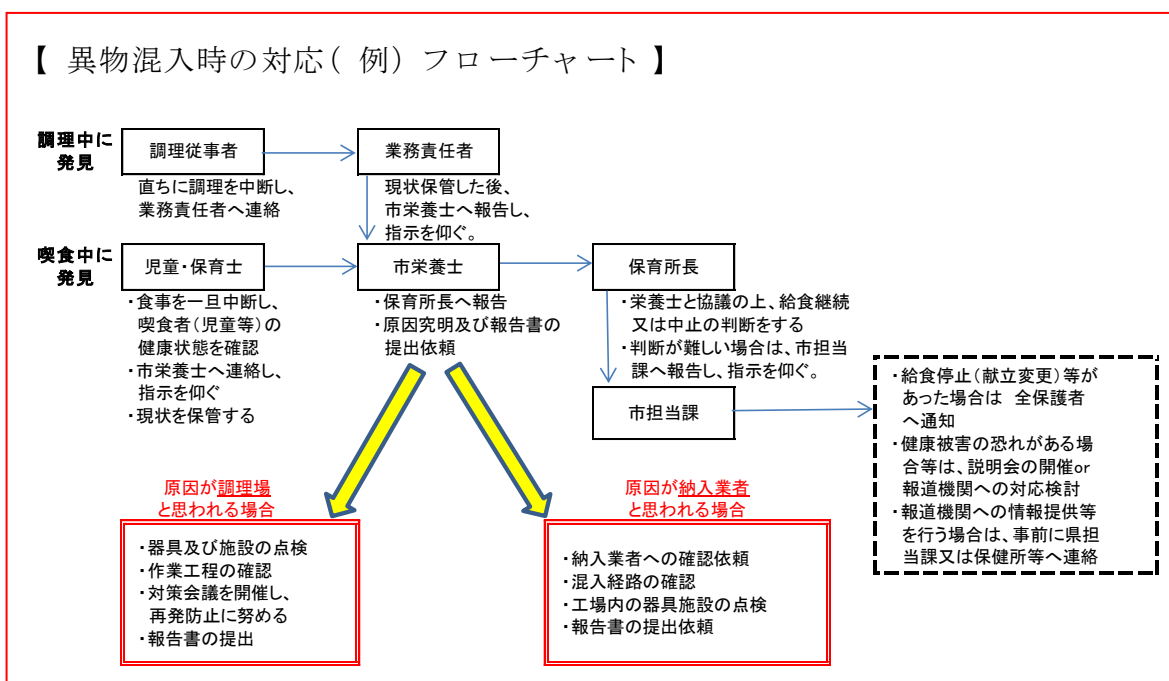 【 異物混入時の対応( 例) フローチャート 】
調理中に
発見
調理従事者
直ちに調理を中断し、
業務責任者へ連絡
業務責任者
現状保管した後、
市栄養士へ報告し、
指示を仰ぐ。
喫食中に
発見
児童・保育士
・食事を一旦中断し、
喫食者(児童等)の
健康状態を確認
・市栄養士へ連絡し、
指示を仰ぐ
・現状を保管する
市栄養士
・保育所長へ報告
・原因究明及び報告書の
提出依頼
保育所長
・栄養士と協議の上、給食継続
又は中止の判断をする
・判断が難しい場合は、市担当
課へ報告し、指示を仰ぐ。
市担当課
・給食停止(献立変更)等が
あった場合は 全保護者
へ通知
・健康被害の恐れがある場
合等は、説明会の開催or
報道機関への対応検討
・報道機関への情報提供等
を行う場合は、事前に県担
当課又は保健所等へ連絡
原因が調理場
と思われる場合
・器具及び施設の点検
・作業工程の確認
・対策会議を開催し、
再発防止に努める
・報告書の提出
原因が納入業者
と思われる場合
・納入業者への確認依頼
・混入経路の確認
・工場内の器具施設の点検
・報告書の提出依頼